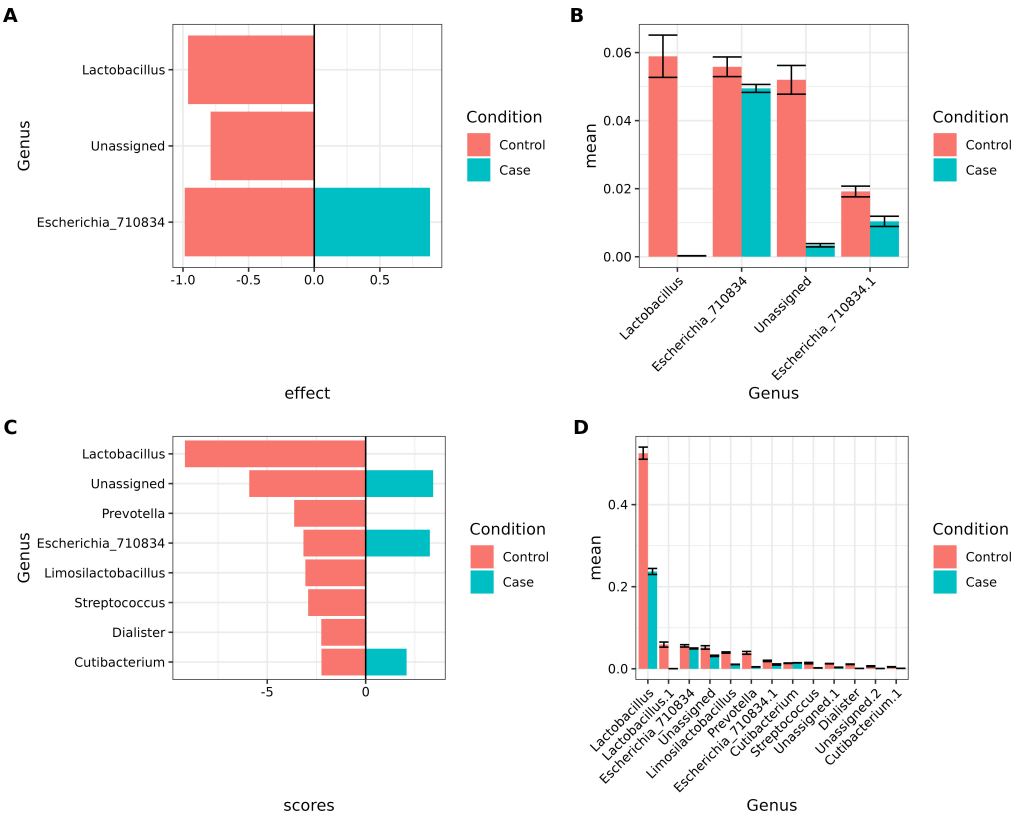 A
Genus
Lactobacillus
Unassigned
Escherichia_710834
-1.0
-0.5
0.0
0.5
effect
Condition
Control
Case
B
mean
0.06
0.04
0.02
0.00
Lactobacillus
Escherichia_710834
Unassigned
Escherichia_710834.1
Genus
Condition
Control
Case
C
Genus
Lactobacillus
Unassigned
Prevotella
Escherichia_710834
Limosilactobacillus
Streptococcus
Dialister
Cutibacterium
-5
0
scores
Condition
Control
Case
D
mean
0.4
0.2
0.0
Lactobacillus
Lactobacillus.1
Escherichia_710834
Unassigned
Limosilactobacillus
Prevotella
Escherichia_710834.1
Cutibacterium
Streptococcus
Unassigned.1
Dialister
Unassigned.2
Cutibacterium.1
Genus
Condition
Control
Case